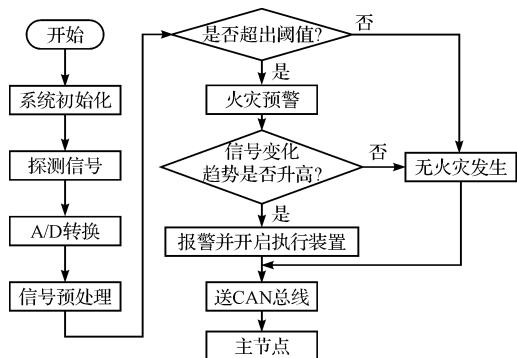 开始
系统初始化
探测信号
A/D转换
信号预处理
是否超出阈值?
否
是
火灾预警
信号变化
趋势是否升高?
否
无火灾发生
是
报警并开启执行装置
送CAN总线
主节点